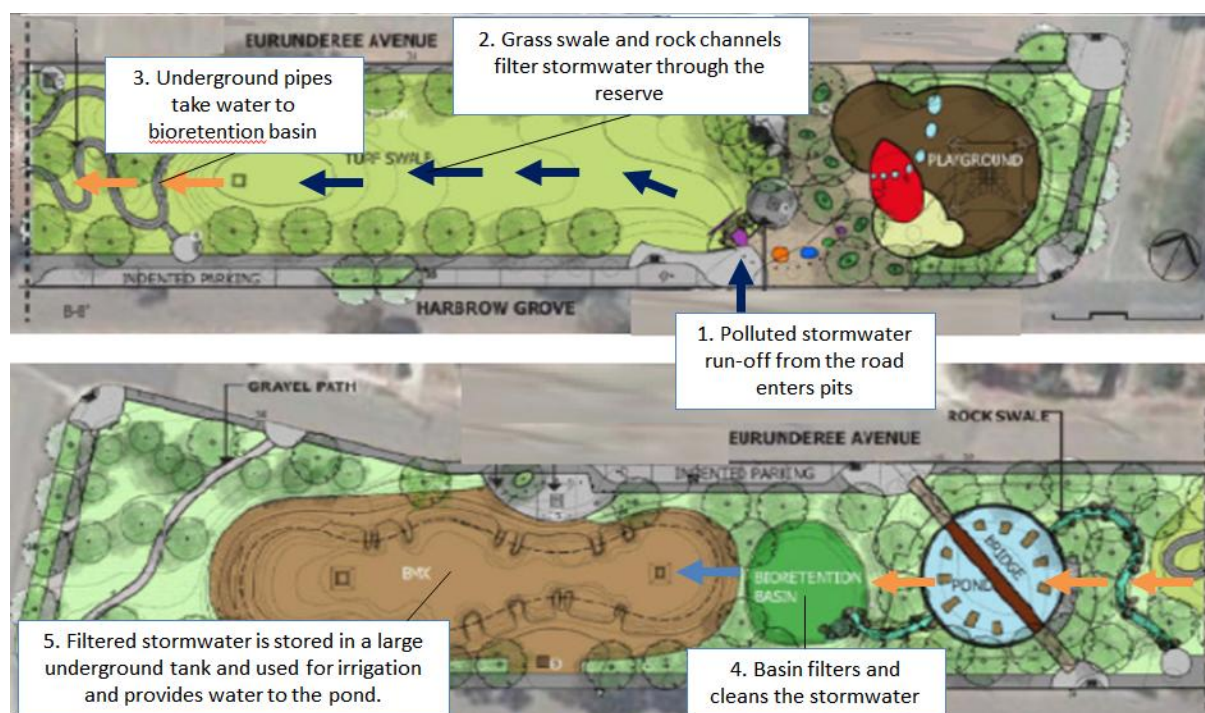 EURUNDEREE AVENUE
2. Grass swale and rock channels
filter stormwater through the
reserve
3. Underground pipes
take water to
bioretention basin
TURF SWALE
PLAYGROUND
INDENTED PARKING
B-B'
HARBROW GROVE
1. Polluted stormwater
run-off from the road
enters pits
GRAVEL PATH
ROCK SWALE
EURUNDEREE AVENUE
INDENTED PARKING
BMX
BIORETENTION
BASIN
BRIDGE
POND
5. Filtered stormwater is stored in a large
underground tank and used for irrigation
and provides water to the pond.
4. Basin filters and
cleans the stormwater